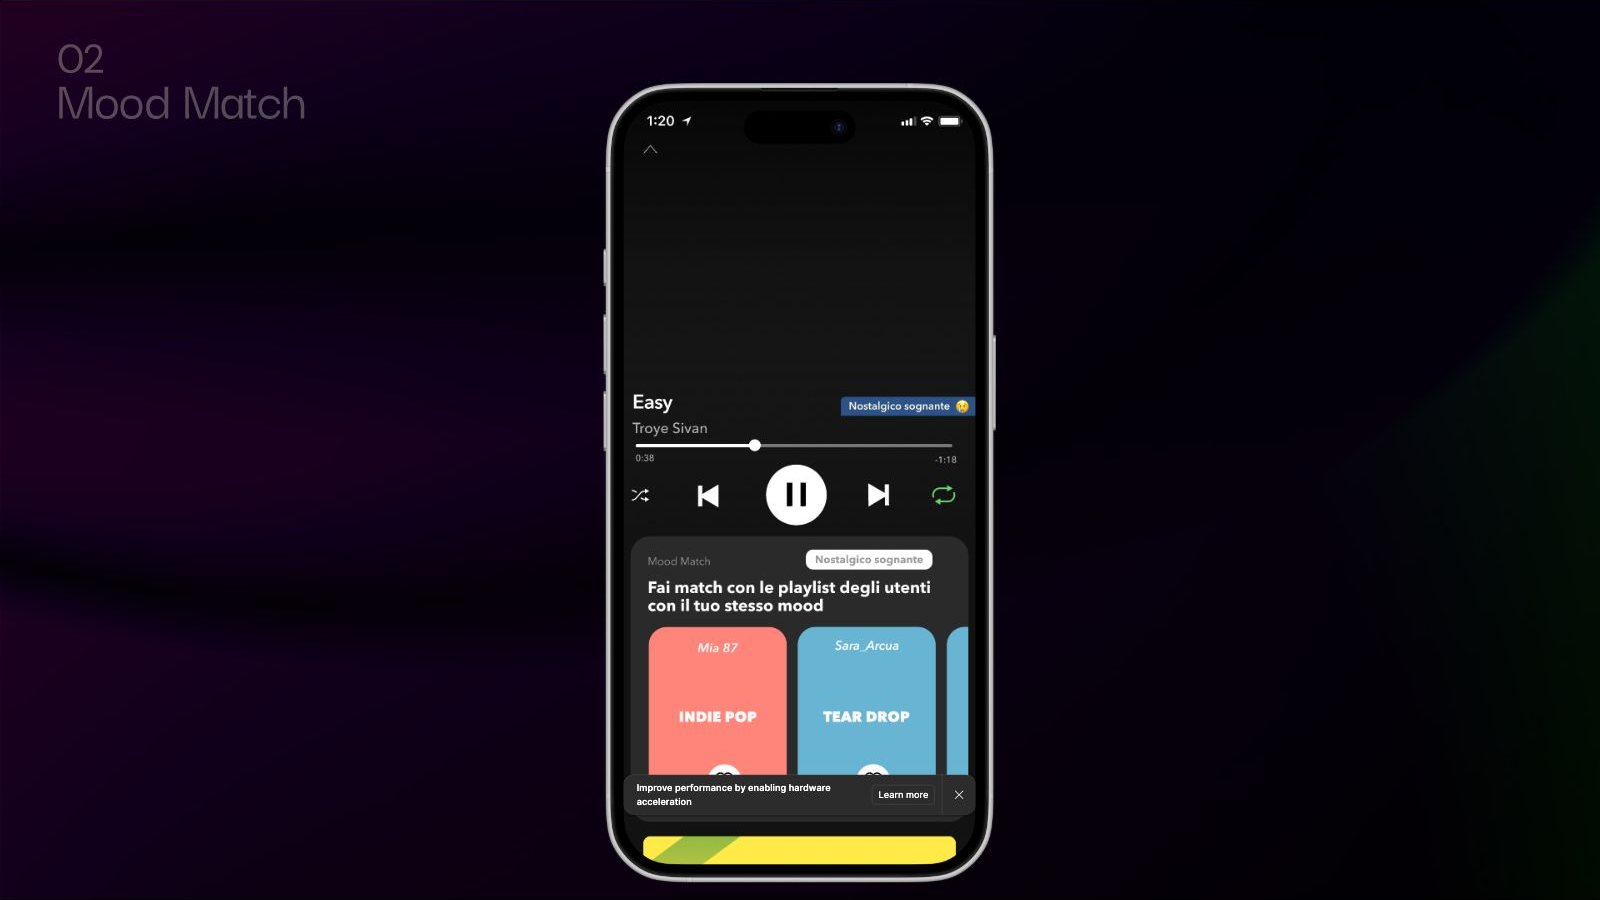 02
Mood Match
1:20
Easy
Nostalgico sognante
Troye Sivan
0:38
-1:18
Mood Match
Nostalgico sognante
Fai match con le playlist degli utenti
con il tuo stesso mood
Mia 87
Sara_Arcua
INDIE POP
TEAR DROP
Improve performance by enabling hardware
acceleration
Learn more